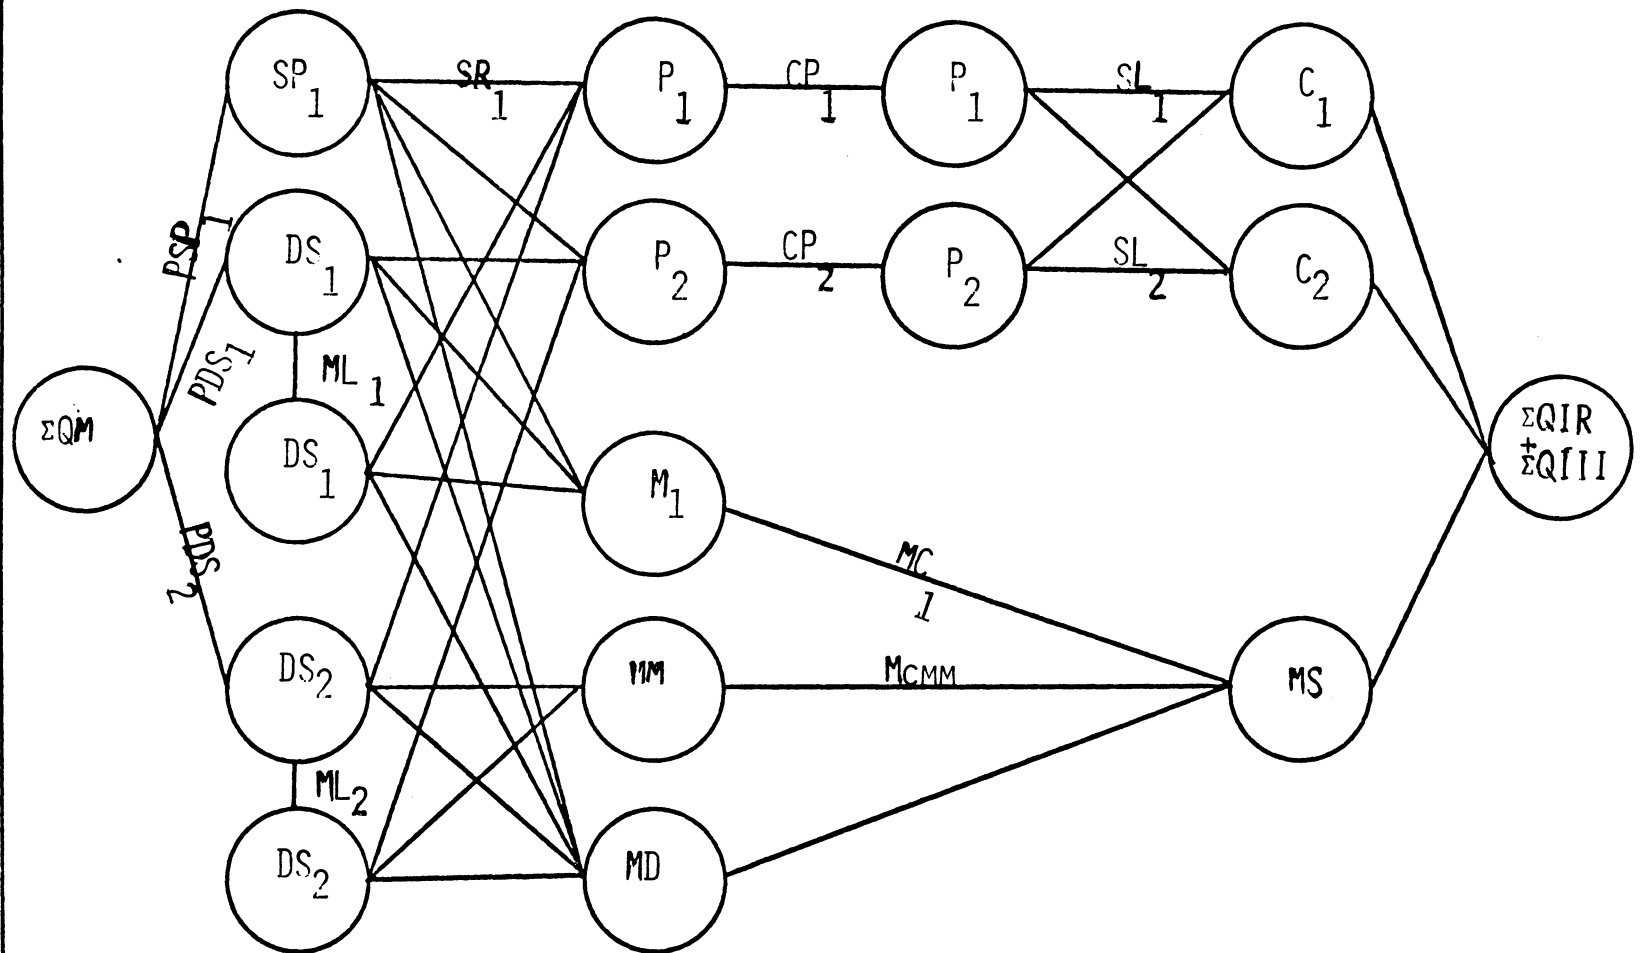 SP1
SR1
P1
CP1
P1
SL1
C1
PSP1
DS1
P2
CP2
P2
SL2
C2
PDS1
ML1
ΣQM
DS1
M1
MC1
ΣQIR
+
ΣQIII
PDS2
DS2
MM
MCMM
MS
ML2
DS2
MD